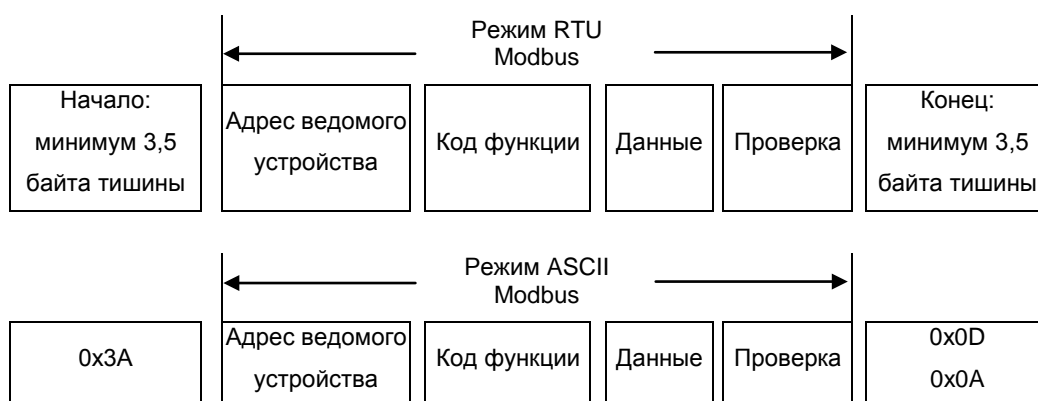 Режим RTU
Modbus
Начало:
минимум 3,5
байта тишины
Адрес ведомого
устройства
Код функции
Данные
Проверка
Конец:
минимум 3,5
байта тишины
Режим ASCII
Modbus
0x3A
Адрес ведомого
устройства
Код функции
Данные
Проверка
0x0D
0x0A